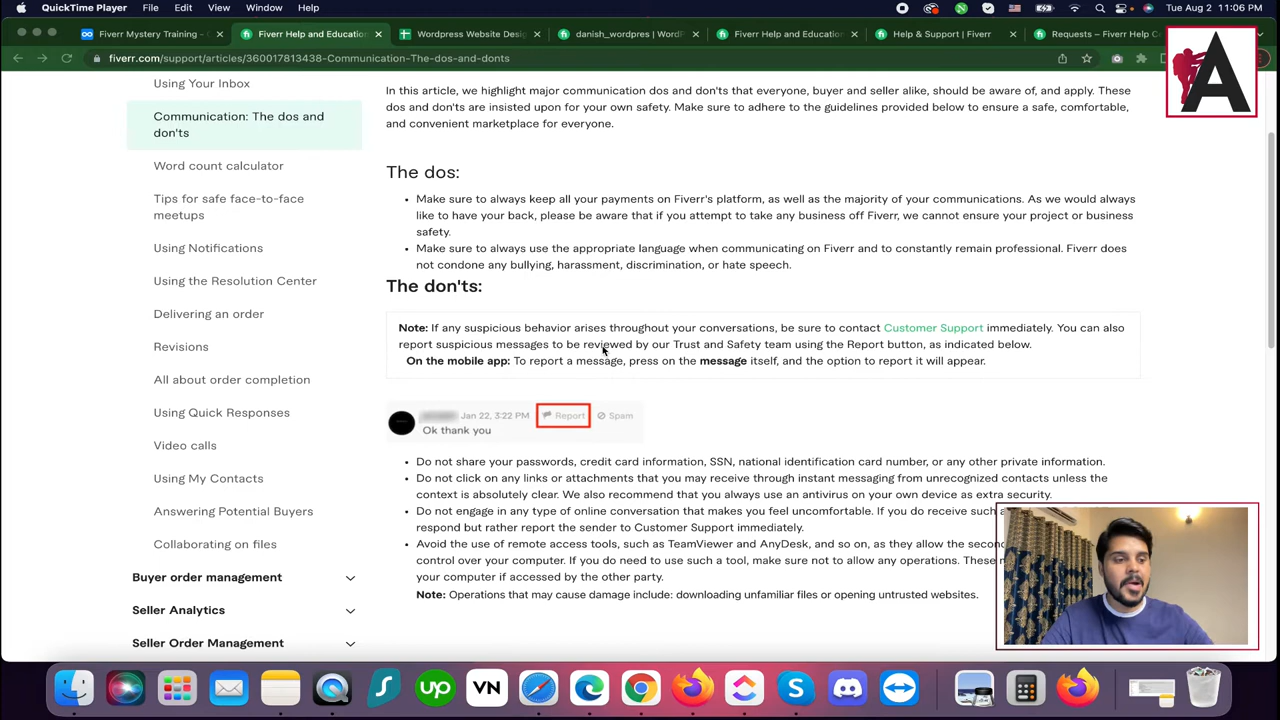 QuickTime Player File Edit View Window Help Tue Aug 2 11:06 PM
Fiverr Mystery Training - Fiverr Help and Educatio Wordpress Website Desig danish_wordpres | WordP Fiverr Help and Educatio Help & Support | Fiverr Requests – Fiverr Help C
fiverr.com/support/articles/360017813438-Communication-The-dos-and-donts
A
Using Your Inbox
Communication: The dos and
don'ts
Word count calculator
Tips for safe face-to-face
meetups
Using Notifications
Using the Resolution Center
Delivering an order
Revisions
All about order completion
Using Quick Responses
Video calls
Using My Contacts
Answering Potential Buyers
Collaborating on files
Buyer order management
Seller Analytics
Seller Order Management
In this article, we highlight major communication dos and don'ts that everyone, buyer and seller alike, should be aware of, and apply. These
dos and don'ts are insisted upon for your own safety. Make sure to adhere to the guidelines provided below to ensure a safe, comfortable,
and convenient marketplace for everyone.
The dos:
• Make sure to always keep all your payments on Fiverr's platform, as well as the majority of your communications. As we would always
like to have your back, please be aware that if you attempt to take any business off Fiverr, we cannot ensure your project or business
safety.
• Make sure to always use the appropriate language when communicating on Fiverr and to constantly remain professional. Fiverr does
not condone any bullying, harassment, discrimination, or hate speech.
The don'ts:
Note: If any suspicious behavior arises throughout your conversations, be sure to contact Customer Support immediately. You can also
report suspicious messages to be reviewed by our Trust and Safety team using the Report button, as indicated below.
On the mobile app: To report a message, press on the message itself, and the option to report it will appear.
Jan 22, 3:22 PM Report Spam
Ok thank you
• Do not share your passwords, credit card information, SSN, national identification card number, or any other private information.
• Do not click on any links or attachments that you may receive through instant messaging from unrecognized contacts unless the
context is absolutely clear. We also recommend that you always use an antivirus on your own device as extra security.
• Do not engage in any type of online conversation that makes you feel uncomfortable. If you do receive such a
respond but rather report the sender to Customer Support immediately.
• Avoid the use of remote access tools, such as TeamViewer and AnyDesk, and so on, as they allow the secon
control over your computer. If you do need to use such a tool, make sure not to allow any operations. These
your computer if accessed by the other party.
Note: Operations that may cause damage include: downloading unfamiliar files or opening untrusted websites.
up VN